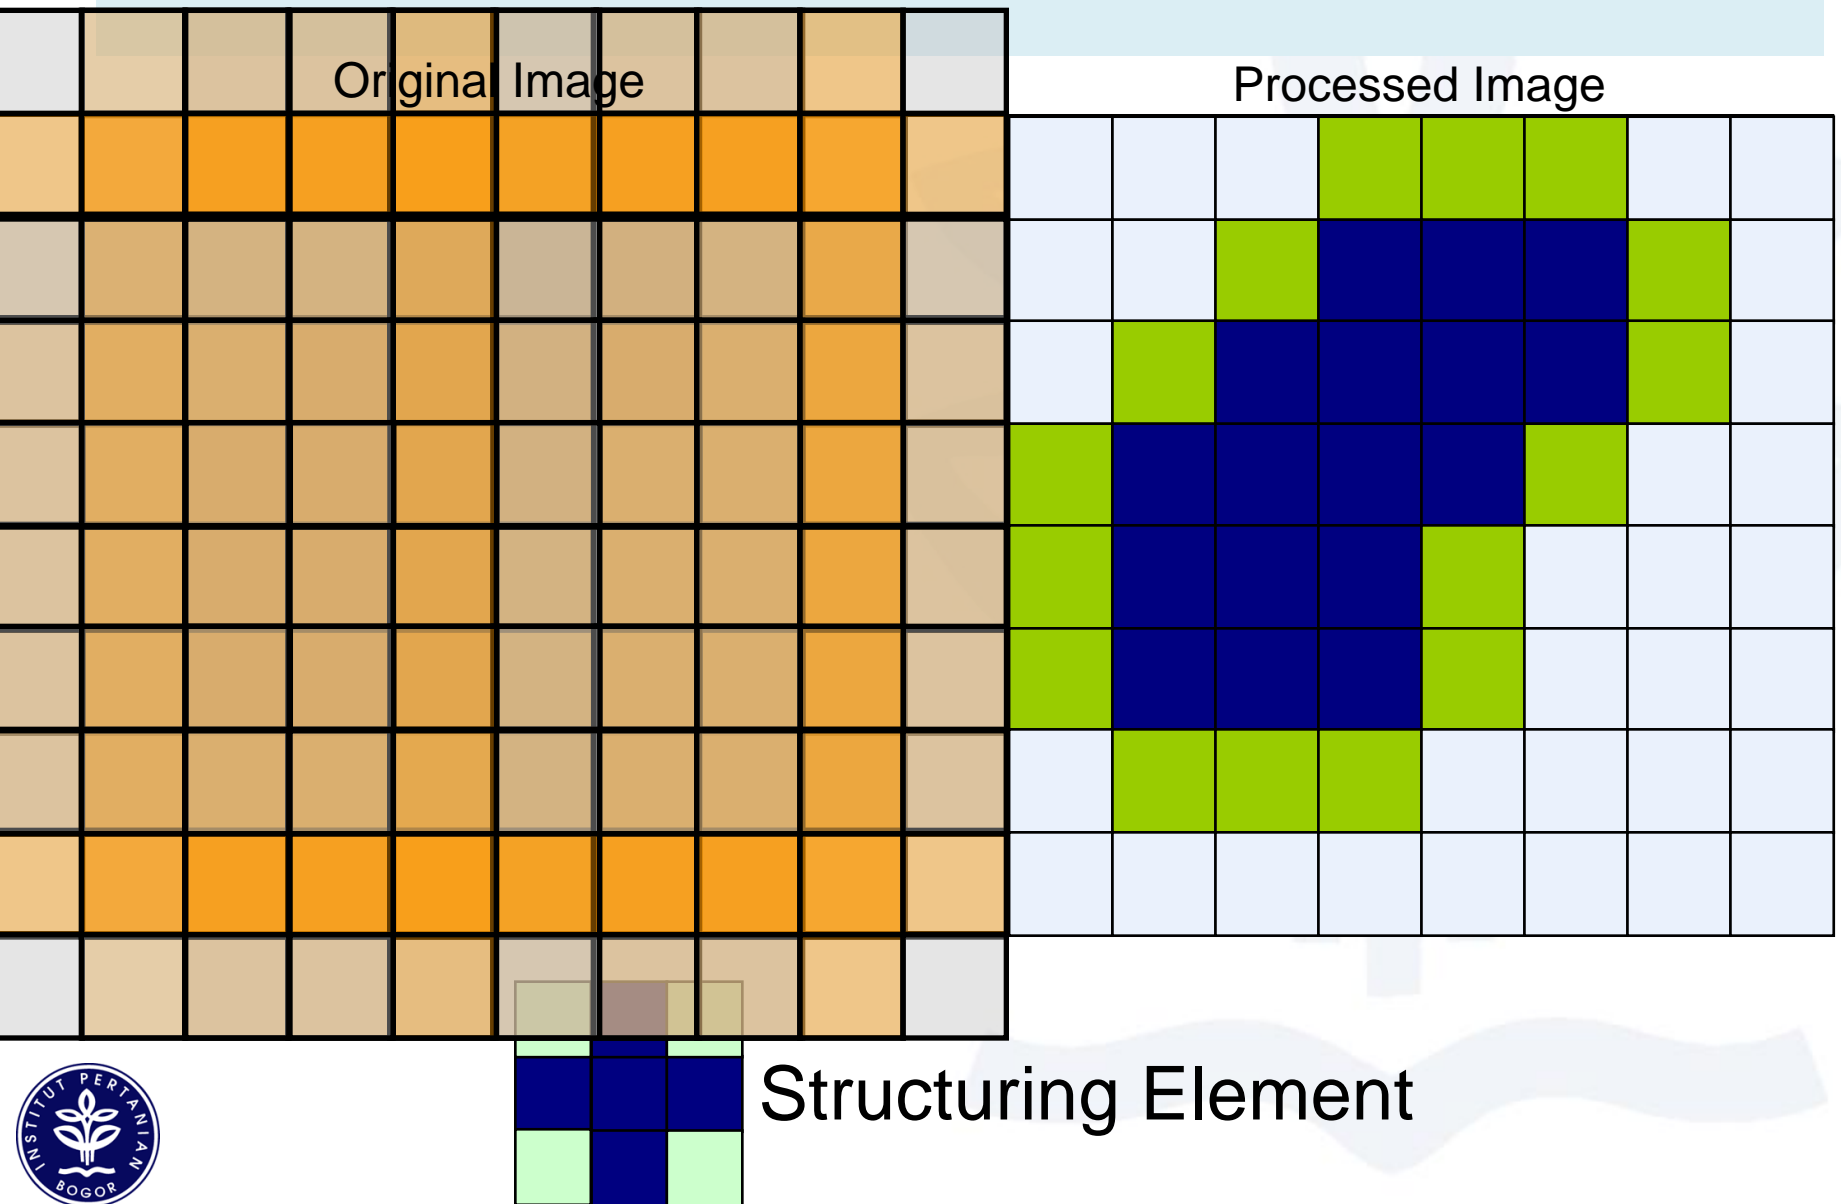 Original Image
Processed Image
Structuring Element
INSTITUT PERTANIAN
BOGOR